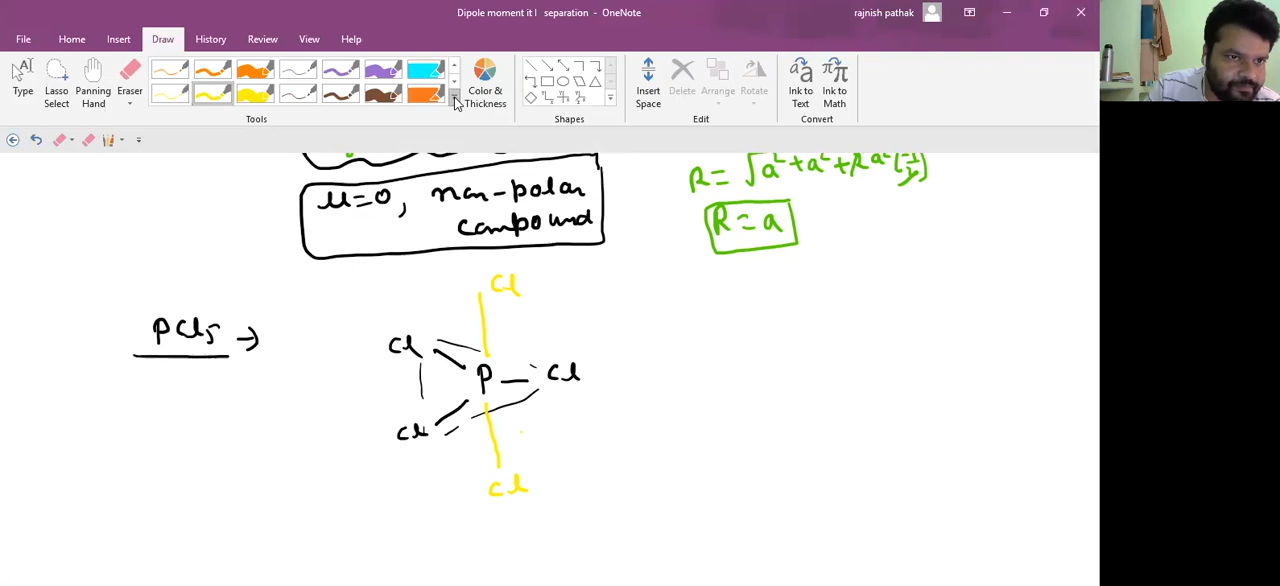 Dipole moment it l separation - OneNote
rajnish pathak
File Home Insert Draw History Review View Help
Type
Lasso Select
Panning Hand
Eraser
Color & Thickness
Insert Space
Delete
Arrange
Rotate
Ink to Text
Ink to Math
Tools
Shapes
Edit
Convert
μ=0, non-polar
compound
R = a
PCl5 →
Cl
Cl
P
Cl
Cl
Cl